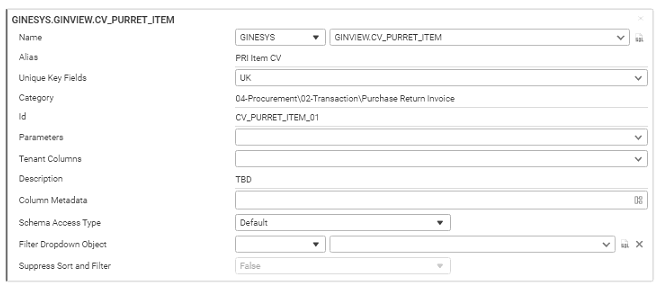 GINESYS.GINVIEW.CV_PURRET_ITEM
Name GINESYS GINVIEW.CV_PURRET_ITEM
Alias PRI Item CV
Unique Key Fields UK
Category 04-Procurement\02-Transaction\Purchase Return Invoice
Id CV_PURRET_ITEM_01
Parameters
Tenant Columns
Description TBD
Column Metadata
Schema Access Type Default
Filter Dropdown Object
Suppress Sort and Filter False